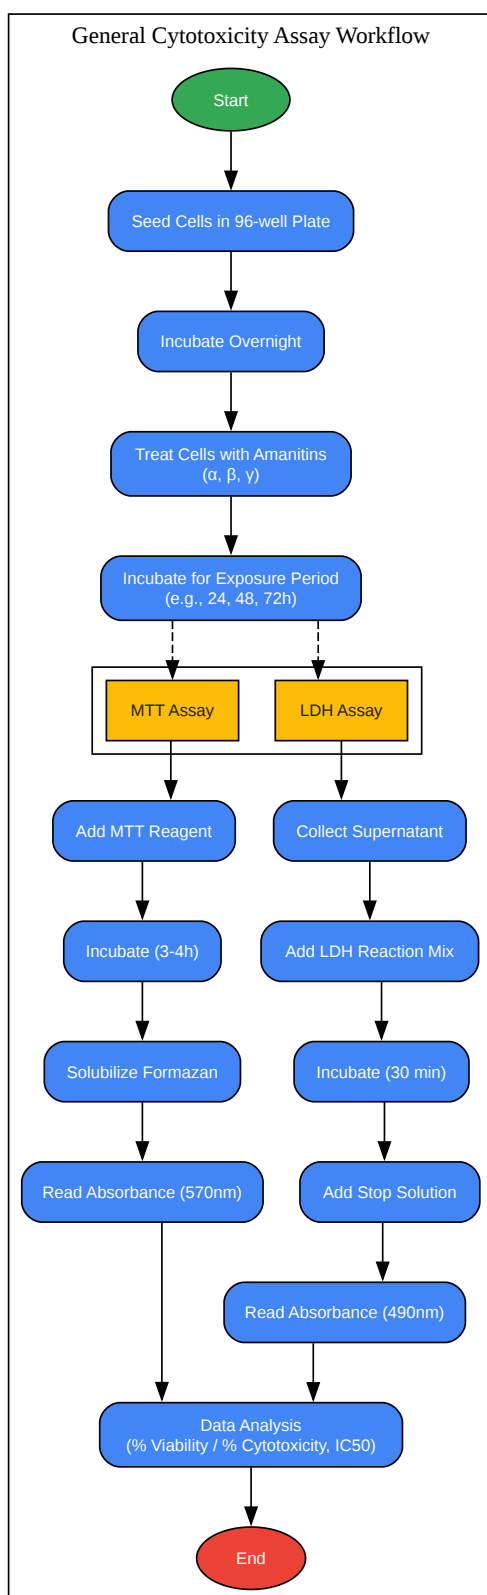 General Cytotoxicity Assay Workflow
Start
Seed Cells in 96-well Plate
Incubate Overnight
Treat Cells with Amanitins
(α, β, γ)
Incubate for Exposure Period
(e.g., 24, 48, 72h)
MTT Assay
LDH Assay
Add MTT Reagent
Collect Supernatant
Incubate (3-4h)
Add LDH Reaction Mix
Solubilize Formazan
Incubate (30 min)
Read Absorbance (570nm)
Add Stop Solution
Read Absorbance (490nm)
Data Analysis
(% Viability / % Cytotoxicity, IC50)
End